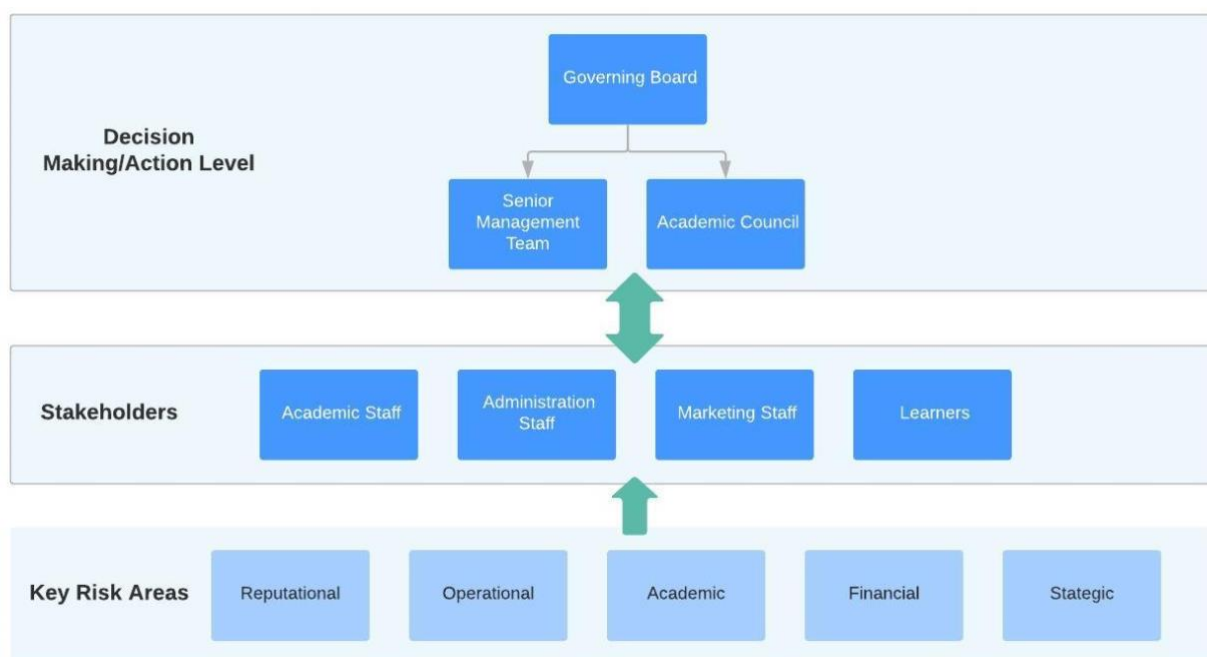 Governing Board
Decision
Making/Action Level
Senior
Management
Team
Academic Council
Stakeholders
Academic Staff
Administration
Staff
Marketing Staff
Learners
Key Risk Areas
Reputational
Operational
Academic
Financial
Stategic